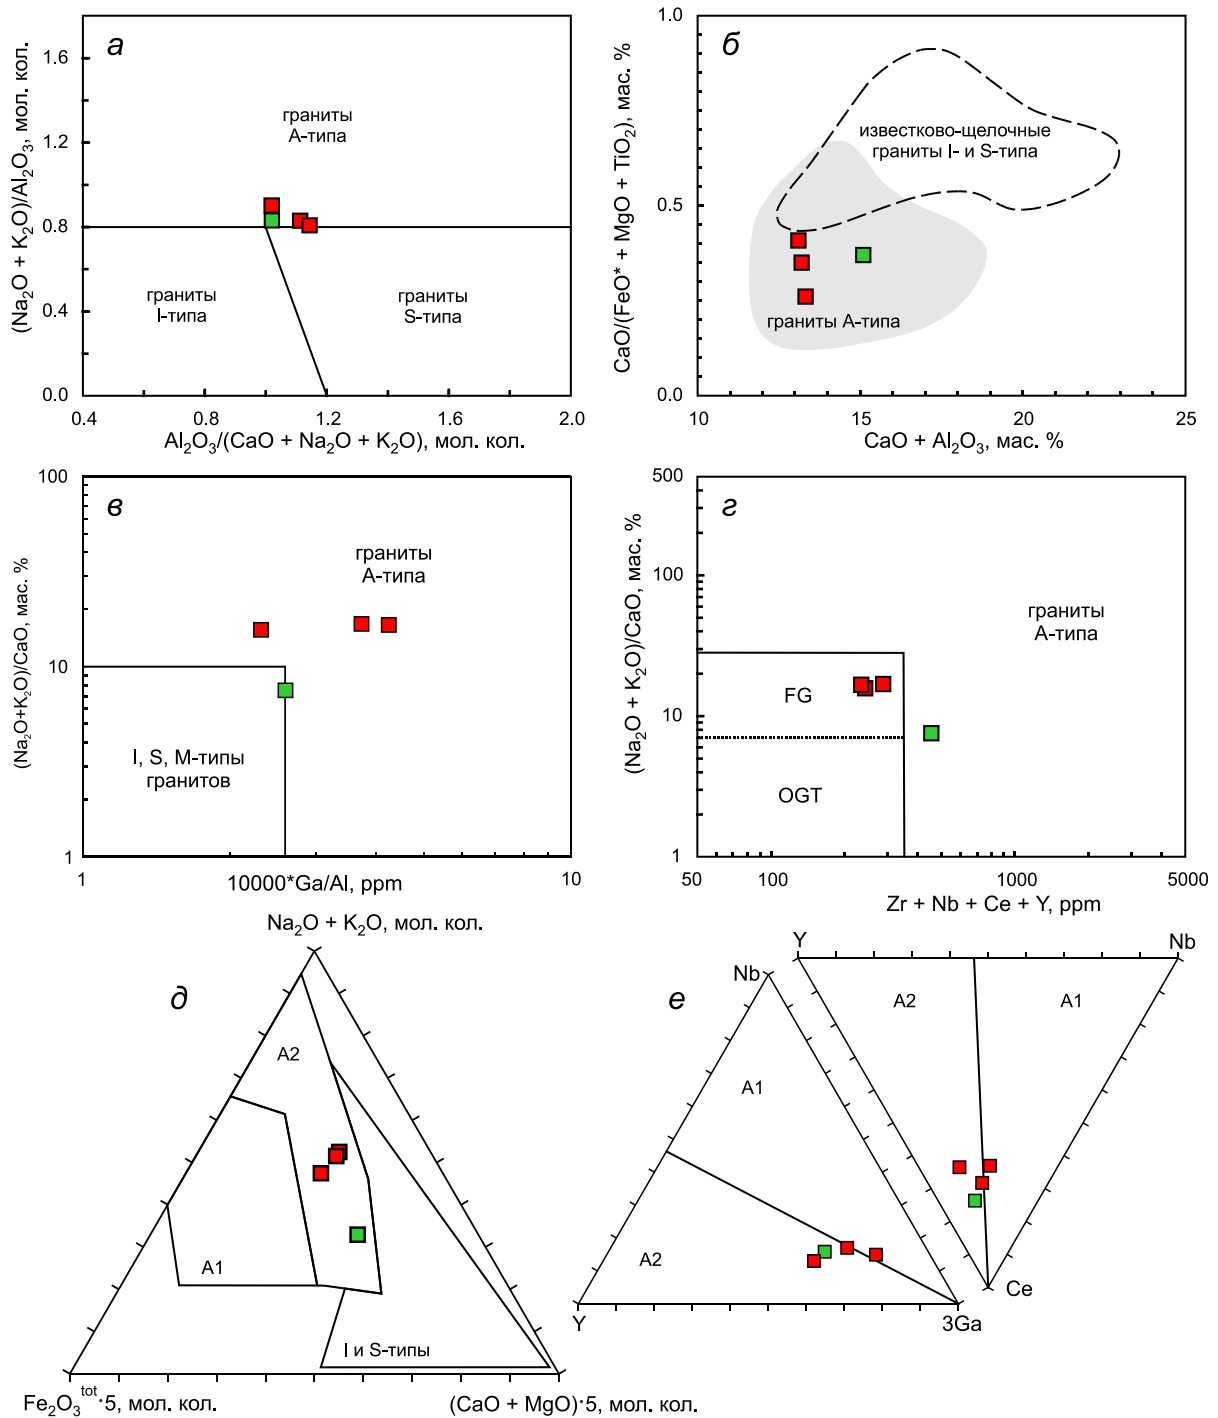 а
(Na₂O + K₂O)/Al₂O₃, мол. кол.
1.6
1.2
0.8
0.4
0.0
граниты
А-типа
граниты
I-типа
граниты
S-типа
0.4
0.8
1.2
1.6
2.0
Al₂O₃/(CaO + Na₂O + K₂O), мол. кол.
б
CaO/(FeO* + MgO + TiO₂), мас. %
1.0
0.5
0.0
известково-щелочные
граниты I- и S-типа
граниты А-типа
10
15
20
25
CaO + Al₂O₃, мас. %
в
(Na₂O+K₂O)/CaO, мас. %
100
10
1
граниты
А-типа
I, S, M-типы
гранитов
1
10000*Ga/Al, ppm
10
г
(Na₂O + K₂O)/CaO, мас. %
500
100
10
1
граниты
А-типа
FG
OGT
50
100
1000
5000
Zr + Nb + Ce + Y, ppm
д
Na₂O + K₂O, мол. кол.
A2
A1
I и S-типы
Fe₂O₃ᵗᵒᵗ·5, мол. кол.
(CaO + MgO)·5, мол. кол.
е
Nb
A1
A2
Y
3Ga
Y
Nb
A2
A1
Ce